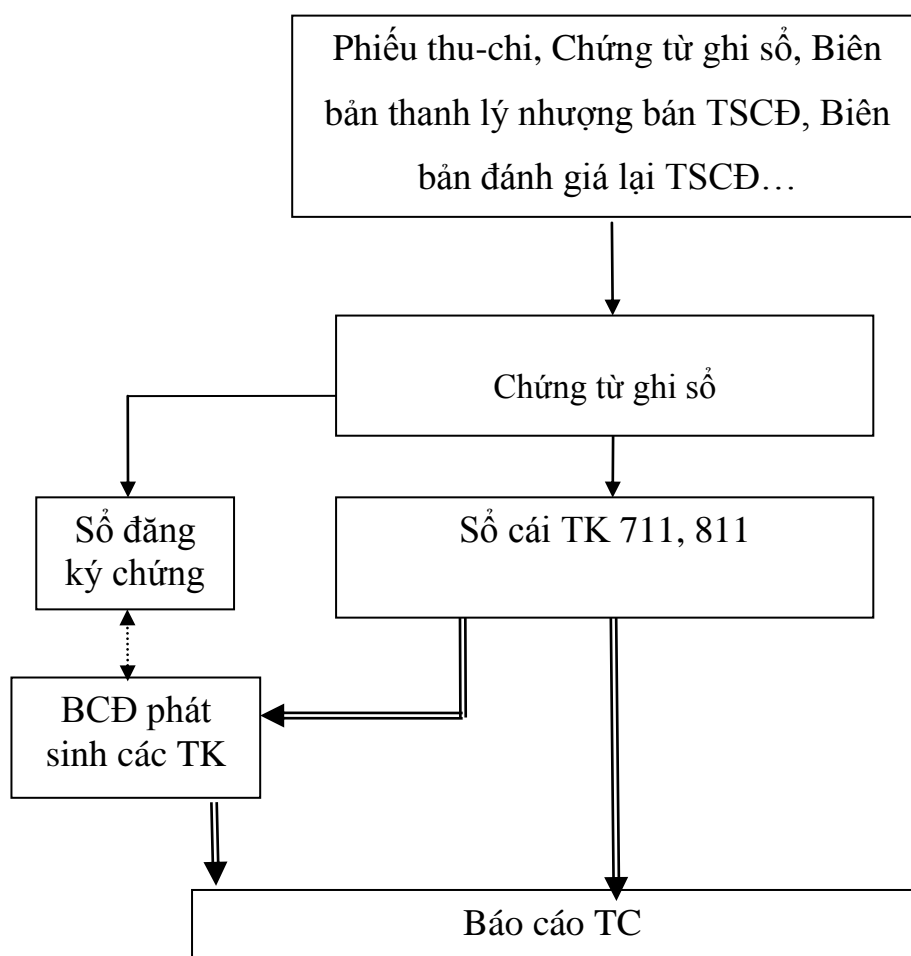 Phiếu thu-chi, Chứng từ ghi sổ, Biên
bản thanh lý nhượng bán TSCĐ, Biên
bản đánh giá lại TSCĐ…
Chứng từ ghi sổ
Sổ đăng
ký chứng
Sổ cái TK 711, 811
BCĐ phát
sinh các TK
Báo cáo TC